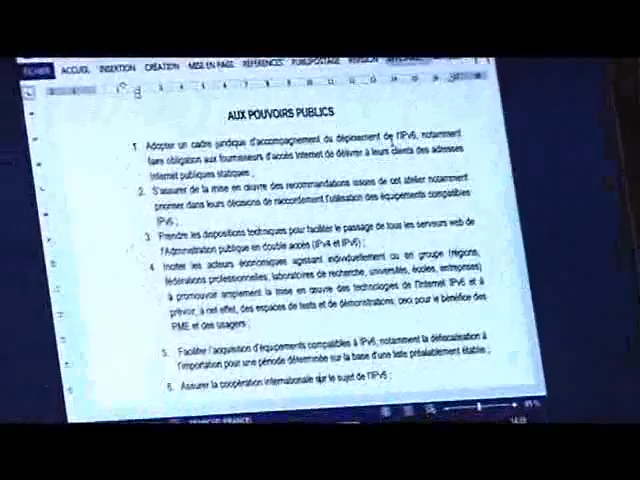 FICHIER ACCUEIL INSERTION CRÉATION MISE EN PAGE RÉFÉRENCES PUBLIPOSTAGE RÉVISION
AUX POUVOIRS PUBLICS
1. Adopter un cadre juridique d'accompagnement du déploiement de l'IPv6, notamment
faire obligation aux fournisseurs d'accès Internet de délivrer à leurs clients des adresses
Internet publiques statiques ;
2. S'assurer de la mise en œuvre des recommandations issues de cet atelier notamment
prioriser dans leurs décisions de raccordement l'utilisation des équipements compatibles
IPv6 ;
3. Prendre les dispositions techniques pour faciliter le passage de tous les serveurs web de
l'Administration publique en double accès (IPv4 et IPv6) ;
4. Inciter les acteurs économiques agissant individuellement ou en groupe (régions,
fédérations professionnelles, laboratoires de recherche, universités, écoles, entreprises)
à promouvoir amplement la mise en œuvre des technologies de l'Internet IPv6 et à
prévoir, à cet effet, des espaces de tests et de démonstrations, ceci pour le bénéfice des
PME et des usagers ;
5. Faciliter l'acquisition d'équipements compatibles à IPv6, notamment la défiscalisation à
l'importation pour une période déterminée sur la base d'une liste préalablement établie ;
6. Assurer la coopération internationale sur le sujet de l'IPv6 ;